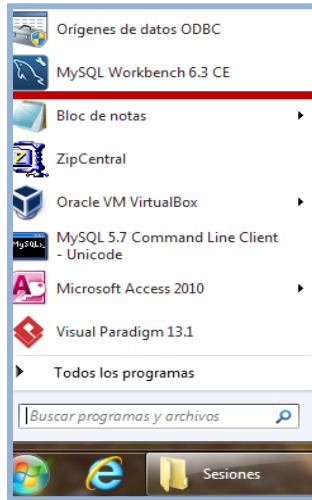 Orígenes de datos ODBC
MySQL Workbench 6.3 CE
Bloc de notas
ZipCentral
Oracle VM VirtualBox
MySQL>
MySQL 5.7 Command Line Client
- Unicode
Microsoft Access 2010
Visual Paradigm 13.1
Todos los programas
Buscar programas y archivos
Sesiones